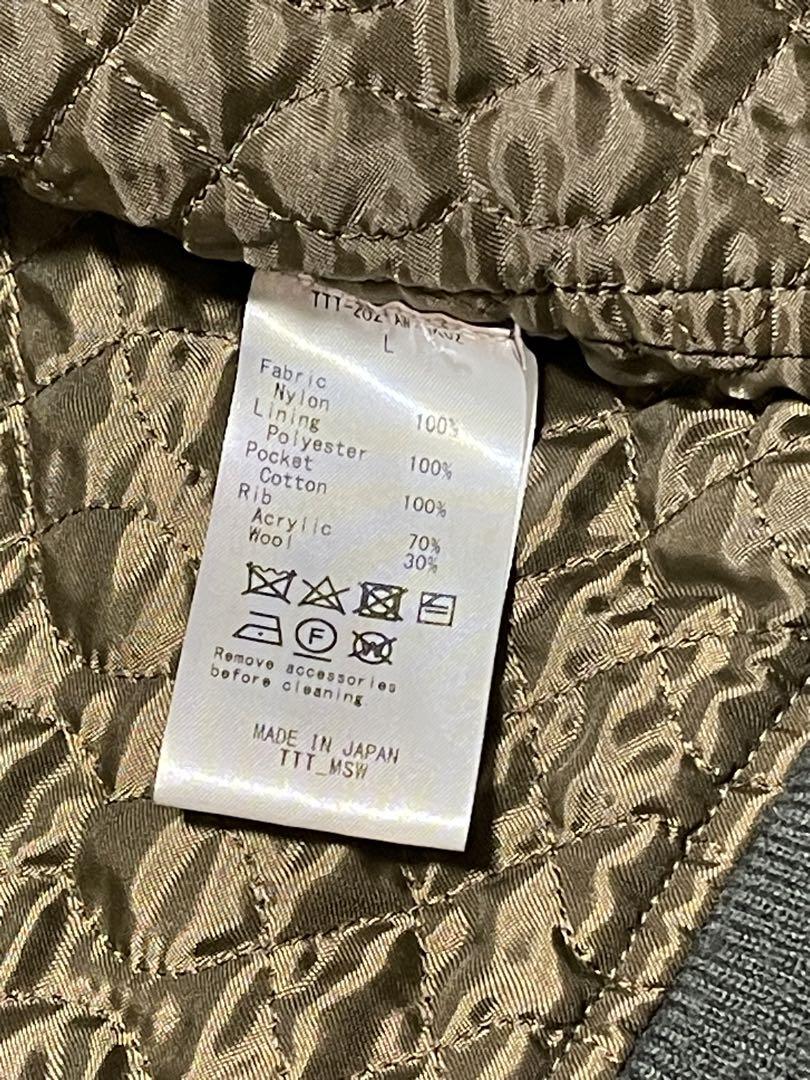 L
Fabric
Nylon 100%
Lining
Polyester 100%
Pocket
Cotton 100%
Rib
Acrylic 70%
Wool 30%
F
W
Remove accessories
before cleaning.
MADE IN JAPAN
TTT_MSW